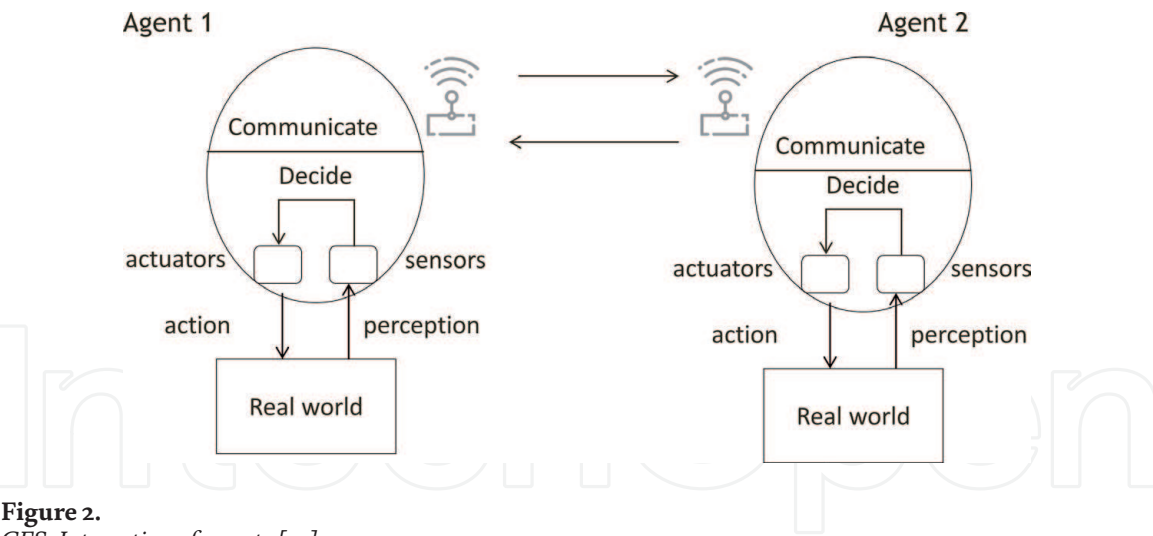 Agent 1
Agent 2
Communicate
Decide
actuators
sensors
action
perception
Real world
Communicate
Decide
actuators
sensors
action
perception
Real world
IntechOpen
Figure 2.